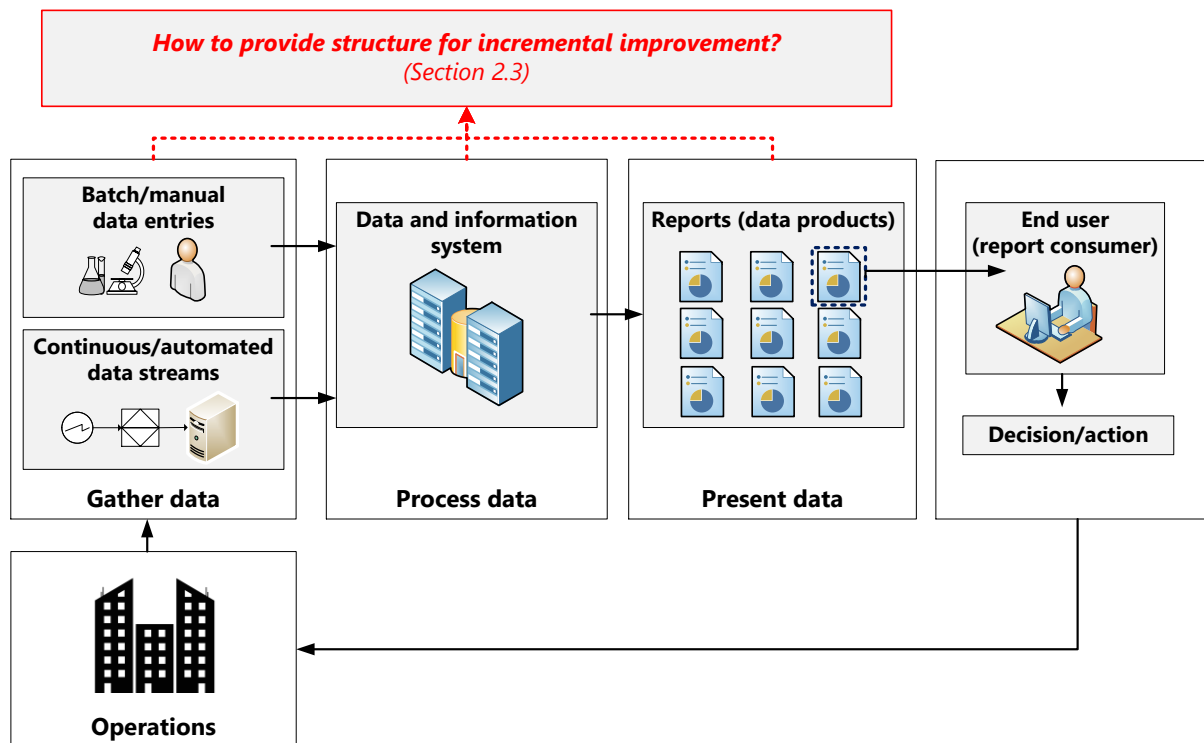 How to provide structure for incremental improvement?
(Section 2.3)
Batch/manual
data entries
Continuous/automated
data streams
Gather data
Data and information
system
Process data
Reports (data products)
Present data
End user
(report consumer)
Decision/action
Operations